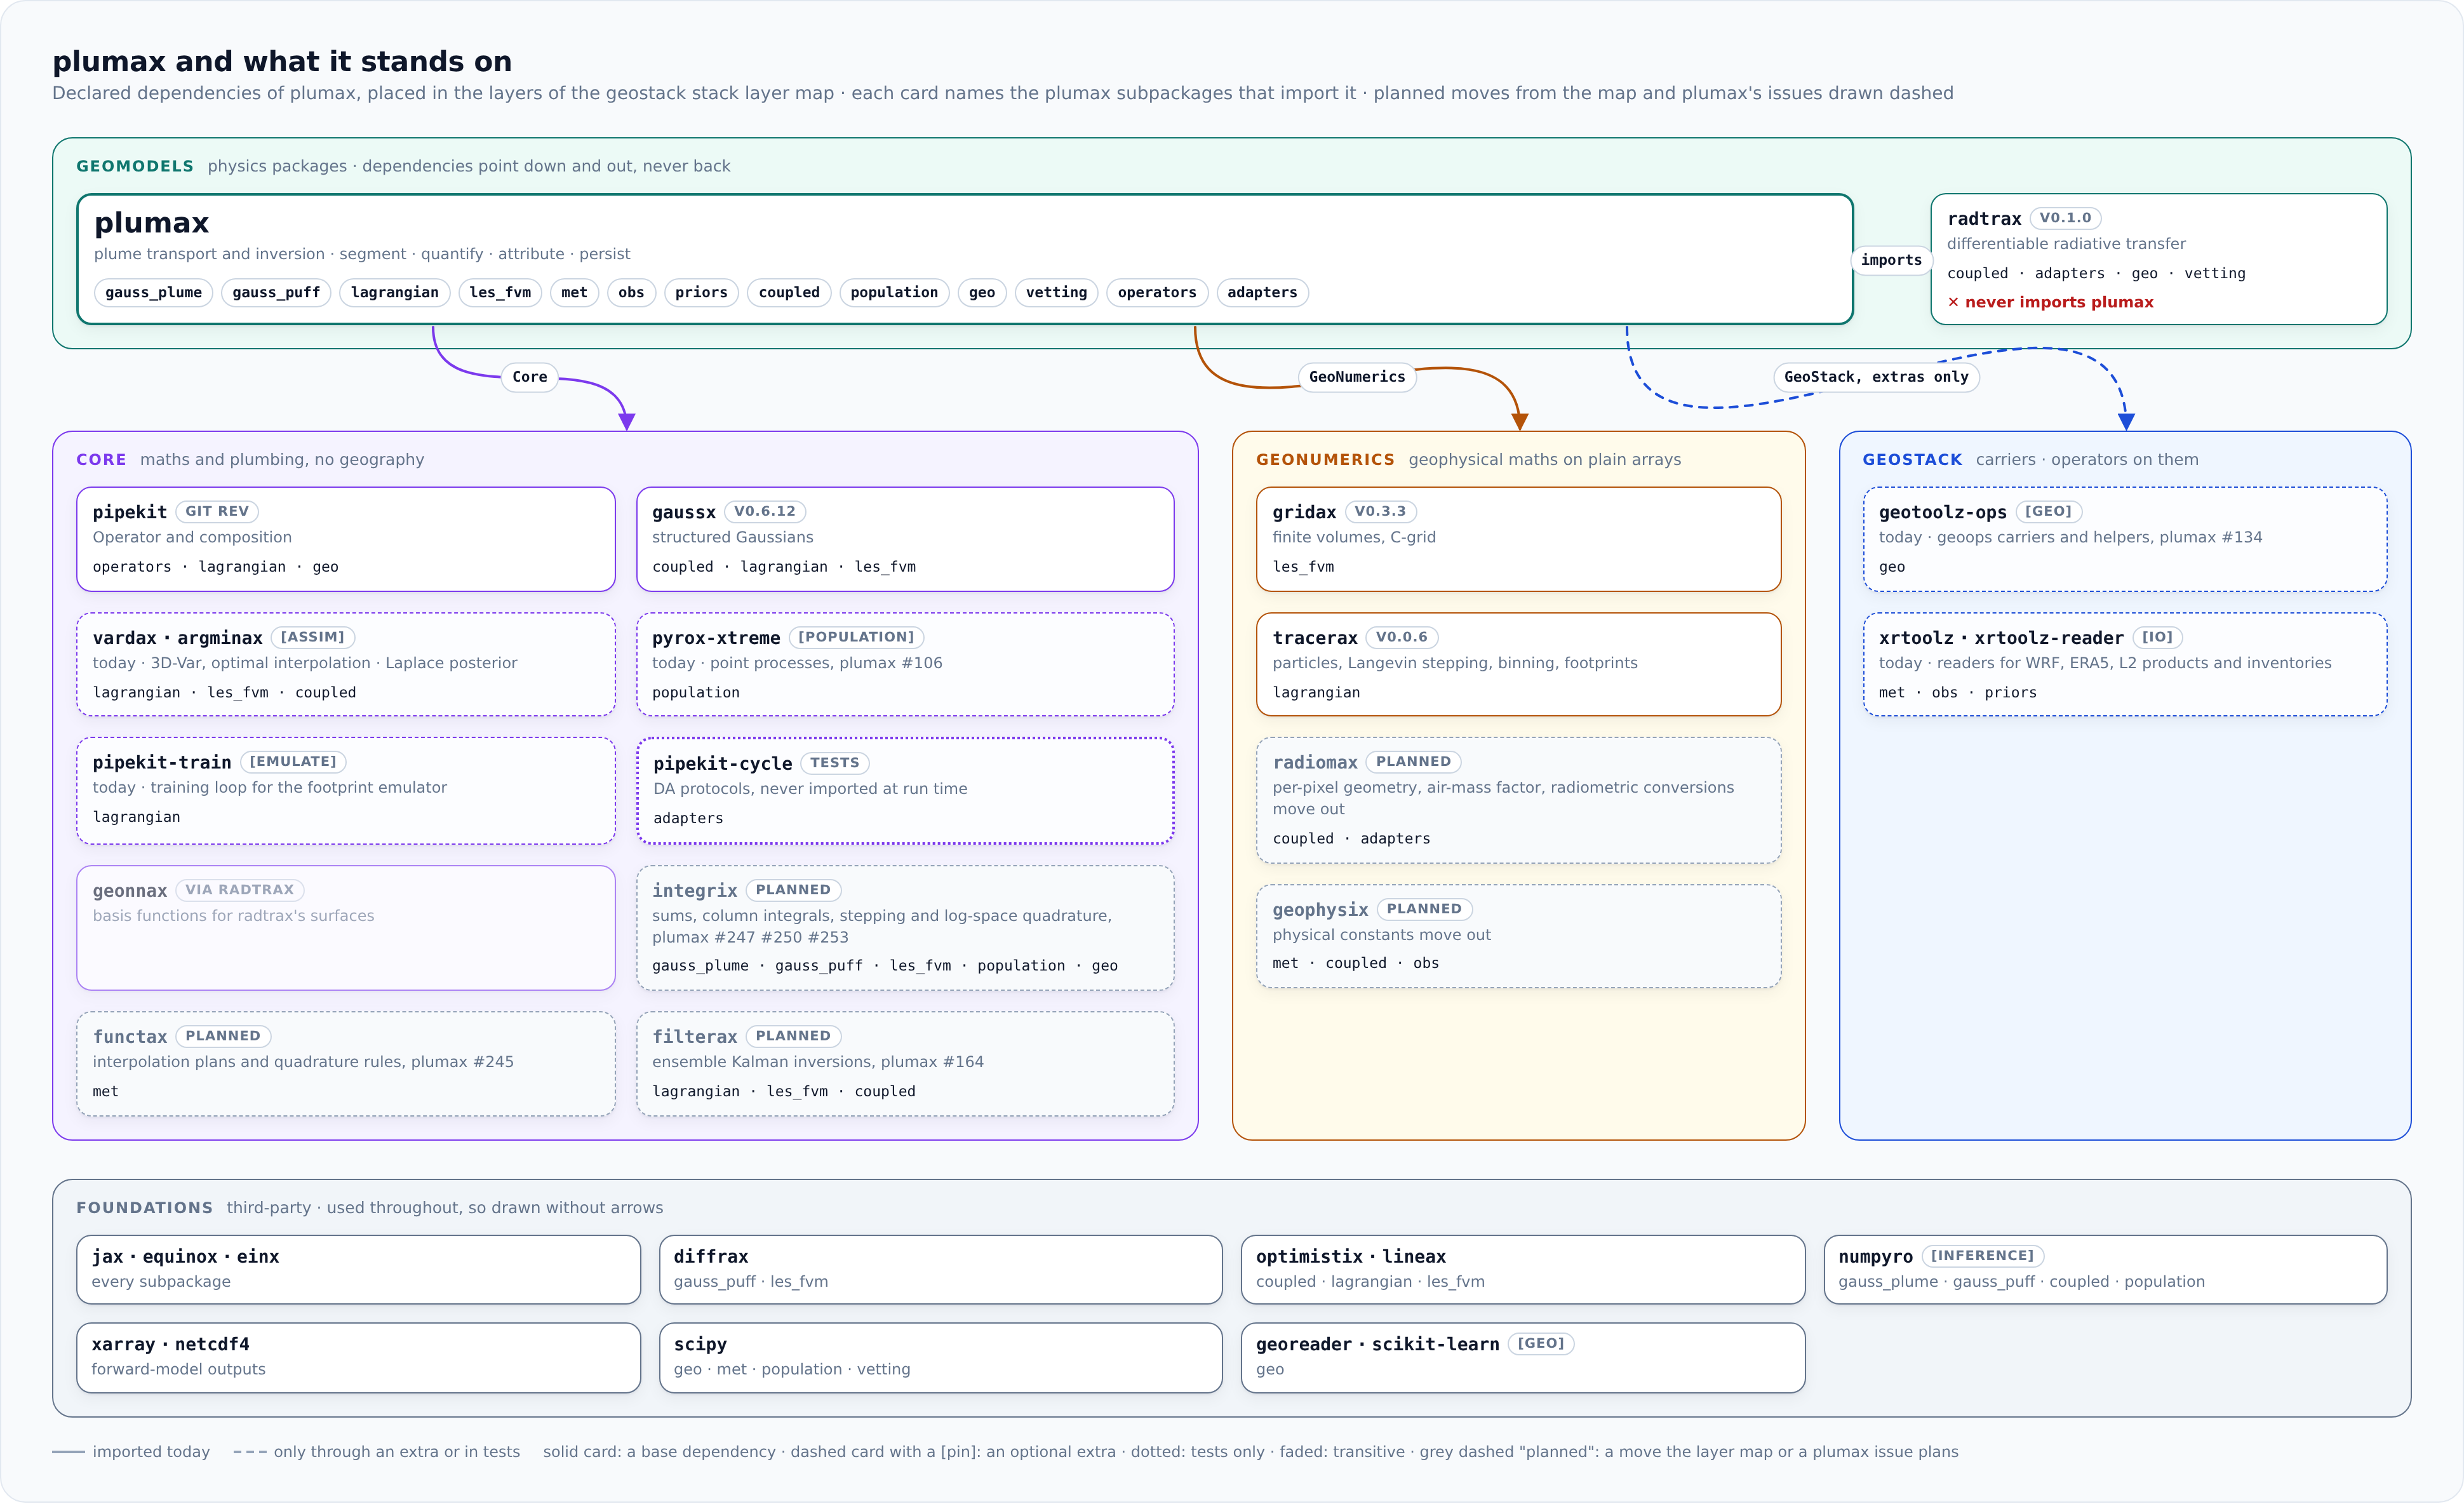 plumax and what it stands on
Declared dependencies of plumax, placed in the layers of the geostack stack layer map · each card names the plumax subpackages that import it · planned moves from the map and plumax's issues drawn dashed
GEOMODELS physics packages · dependencies point down and out, never back
plumax
plume transport and inversion · segment · quantify · attribute · persist
gauss_plume gauss_puff lagrangian les_fvm met obs priors coupled population geo vetting operators adapters
imports
radtrax V0.1.0
differentiable radiative transfer
coupled · adapters · geo · vetting
✕ never imports plumax
Core
GeoNumerics
GeoStack, extras only
CORE maths and plumbing, no geography
pipekit GIT REV
Operator and composition
operators · lagrangian · geo
gaussx V0.6.12
structured Gaussians
coupled · lagrangian · les_fvm
vardax · argminax [ASSIM]
today · 3D-Var, optimal interpolation · Laplace posterior
lagrangian · les_fvm · coupled
pyrox-xtreme [POPULATION]
today · point processes, plumax #106
population
pipekit-train [EMULATE]
today · training loop for the footprint emulator
lagrangian
pipekit-cycle TESTS
DA protocols, never imported at run time
adapters
geonnax VIA RADTRAX
basis functions for radtrax's surfaces
integrix PLANNED
sums, column integrals, stepping and log-space quadrature,
plumax #247 #250 #253
gauss_plume · gauss_puff · les_fvm · population · geo
functax PLANNED
interpolation plans and quadrature rules, plumax #245
met
filterax PLANNED
ensemble Kalman inversions, plumax #164
lagrangian · les_fvm · coupled
GEONUMERICS geophysical maths on plain arrays
gridax V0.3.3
finite volumes, C-grid
les_fvm
tracerax V0.0.6
particles, Langevin stepping, binning, footprints
lagrangian
radiomax PLANNED
per-pixel geometry, air-mass factor, radiometric conversions
move out
coupled · adapters
geophysix PLANNED
physical constants move out
met · coupled · obs
GEOSTACK carriers · operators on them
geotoolz-ops [GEO]
today · geoops carriers and helpers, plumax #134
geo
xrtoolz · xrtoolz-reader [IO]
today · readers for WRF, ERA5, L2 products and inventories
met · obs · priors
FOUNDATIONS third-party · used throughout, so drawn without arrows
jax · equinox · einx
every subpackage
diffrax
gauss_puff · les_fvm
optimistix · lineax
coupled · lagrangian · les_fvm
numpyro [INFERENCE]
gauss_plume · gauss_puff · coupled · population
xarray · netcdf4
forward-model outputs
scipy
geo · met · population · vetting
georeader · scikit-learn [GEO]
geo
imported today only through an extra or in tests solid card: a base dependency · dashed card with a [pin]: an optional extra · dotted: tests only · faded: transitive · grey dashed "planned": a move the layer map or a plumax issue plans